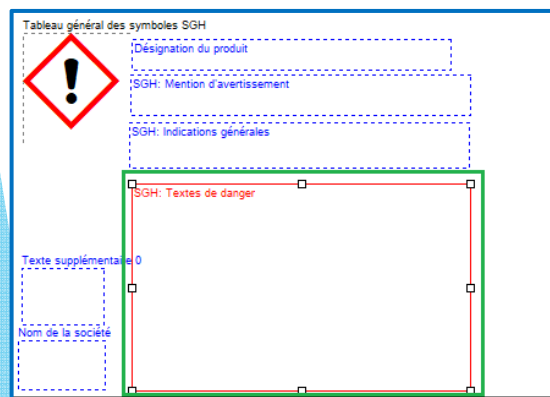 Tableau général des symboles SGH
Désignation du produit
SGH: Mention d'avertissement
SGH: Indications générales
SGH: Textes de danger
Texte supplémentaire 0
Nom de la société